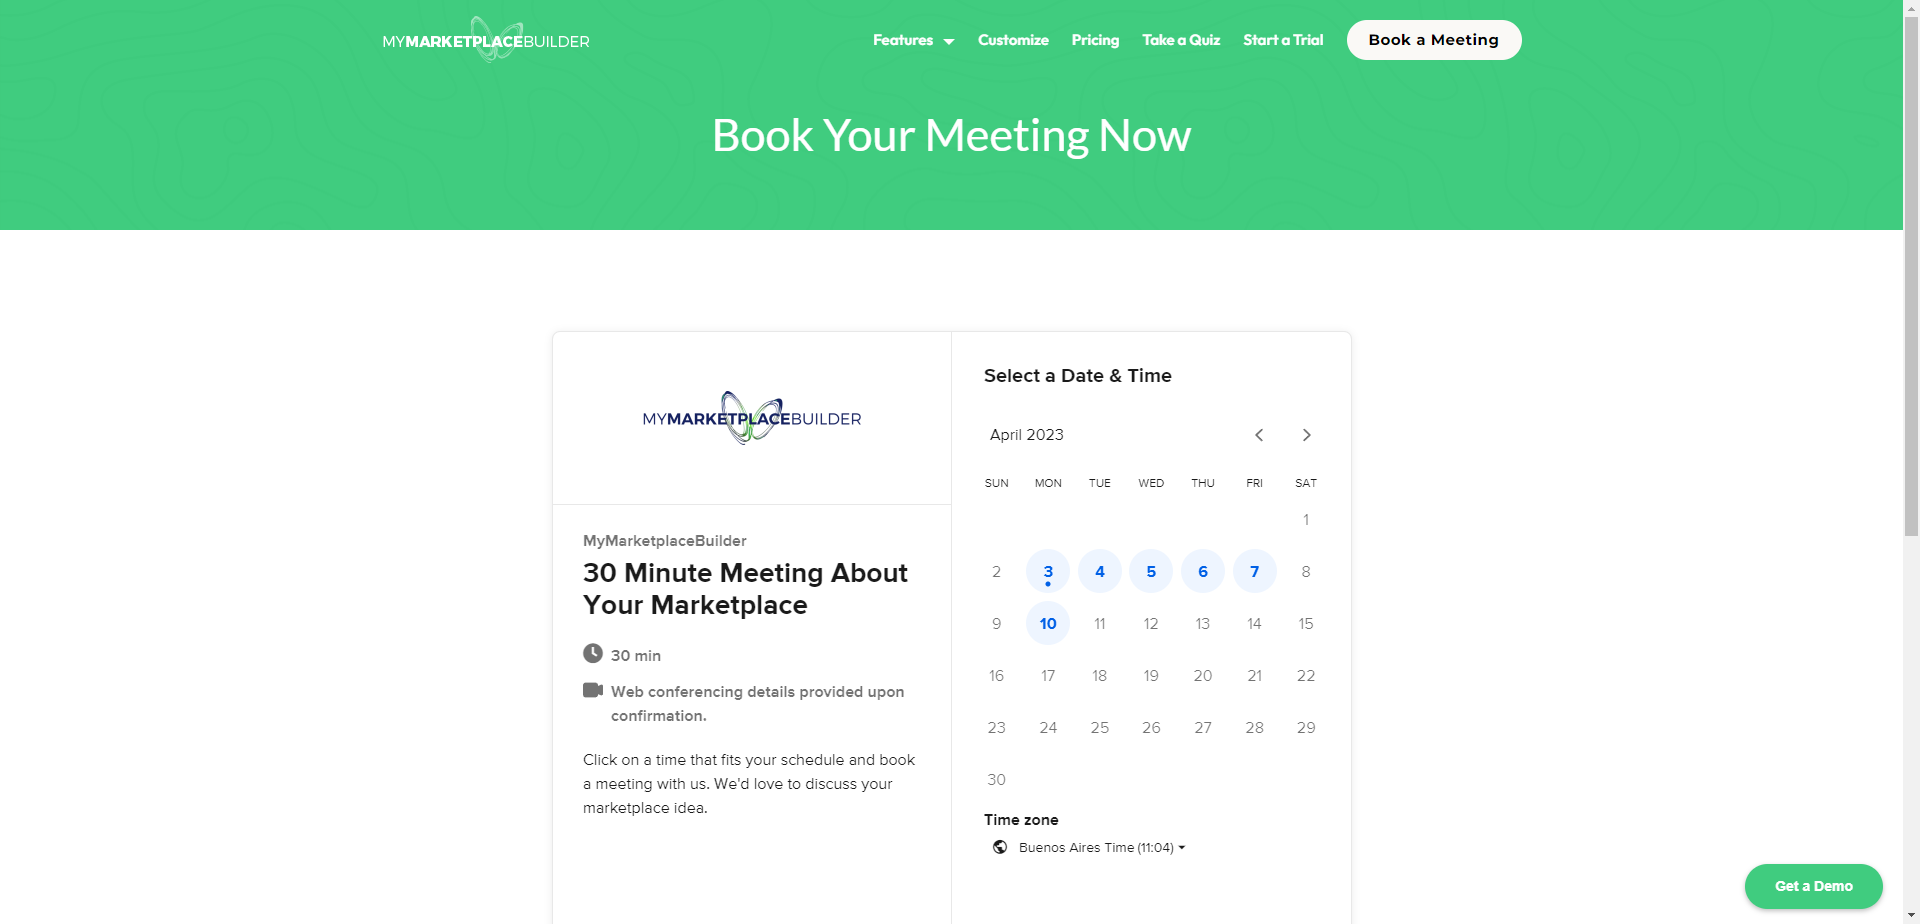 MYMARKETPLACEBUILDER
Features Customize Pricing Take a Quiz Start a Trial Book a Meeting
Book Your Meeting Now
MYMARKETPLACEBUILDER
MyMarketplaceBuilder
30 Minute Meeting About
Your Marketplace
30 min
Web conferencing details provided upon
confirmation.
Click on a time that fits your schedule and book
a meeting with us. We'd love to discuss your
marketplace idea.
Select a Date & Time
April 2023
SUN MON TUE WED THU FRI SAT
1
2 3 4 5 6 7 8
9 10 11 12 13 14 15
16 17 18 19 20 21 22
23 24 25 26 27 28 29
30
Time zone
Buenos Aires Time (11:04)
Get a Demo